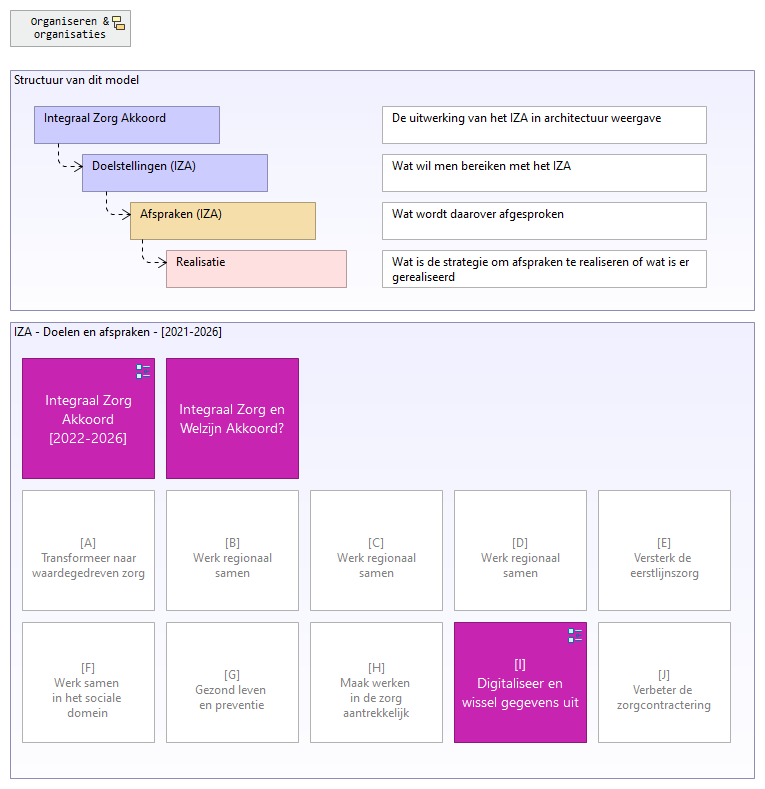 Organiseren &
organisaties
Structuur van dit model
Integraal Zorg Akkoord
De uitwerking van het IZA in architectuur weergave
Doelstellingen (IZA)
Wat wil men bereiken met het IZA
Afspraken (IZA)
Wat wordt daarover afgesproken
Realisatie
Wat is de strategie om afspraken te realiseren of wat is er
gerealiseerd
IZA - Doelen en afspraken - [2021-2026]
Integraal Zorg
Akkoord
[2022-2026]
Integraal Zorg en
Welzijn Akkoord?
[A]
Transformeer naar
waardegedreven zorg
[B]
Werk regionaal
samen
[C]
Werk regionaal
samen
[D]
Werk regionaal
samen
[E]
Versterk de
eerstlijnszorg
[F]
Werk samen
in het sociale
domein
[G]
Gezond leven
en preventie
[H]
Maak werken
in de zorg
aantrekkelijk
[I]
Digitaliseer en
wissel gegevens uit
[J]
Verbeter de
zorgcontractering